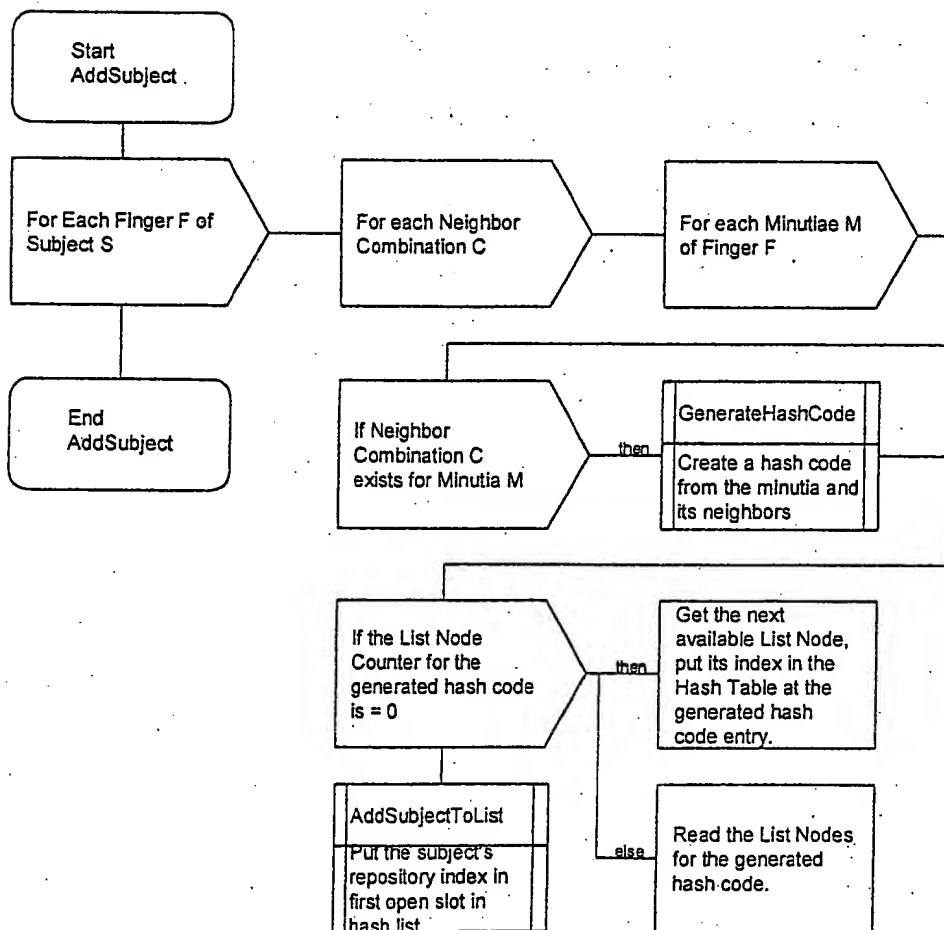 Start
AddSubject
For Each Finger F of
Subject S
For each Neighbor
Combination C
For each Minutiae M
of Finger F
End
AddSubject
If Neighbor
Combination C
exists for Minutia M
then
GenerateHashCode
Create a hash code
from the minutia and
its neighbors
If the List Node
Counter for the
generated hash code
is = 0
then
Get the next
available List Node,
put its index in the
Hash Table at the
generated hash
code entry.
AddSubjectToList
Put the subject's
repository index in
first open slot in
hash list
else
Read the List Nodes
for the generated
hash code.